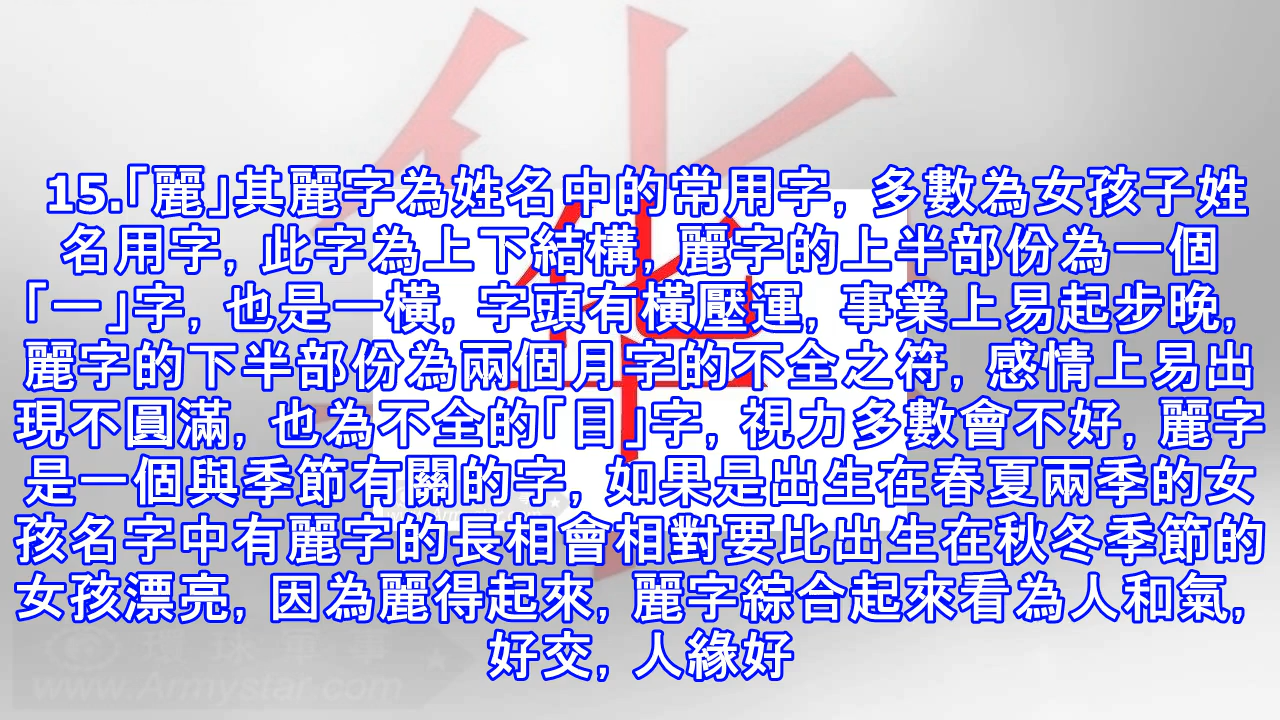 15.「麗」其麗字為姓名中的常用字, 多數為女孩子姓
名用字, 此字為上下結構, 麗字的上半部份為一個
「一」字, 也是一橫, 字頭有橫壓運, 事業上易起步晚,
麗字的下半部份為兩個月字的不全之符, 感情上易出
現不圓滿, 也為不全的「日」字, 視力多數會不好, 麗字
是一個與季節有關的字, 如果是出生在春夏兩季的女
孩名字中有麗字的長相會相對要比出生在秋冬季節的
女孩漂亮, 因為麗得起來, 麗字綜合起來看為人和氣,
好交, 人緣好
华
環球軍事
www.Armystar.com